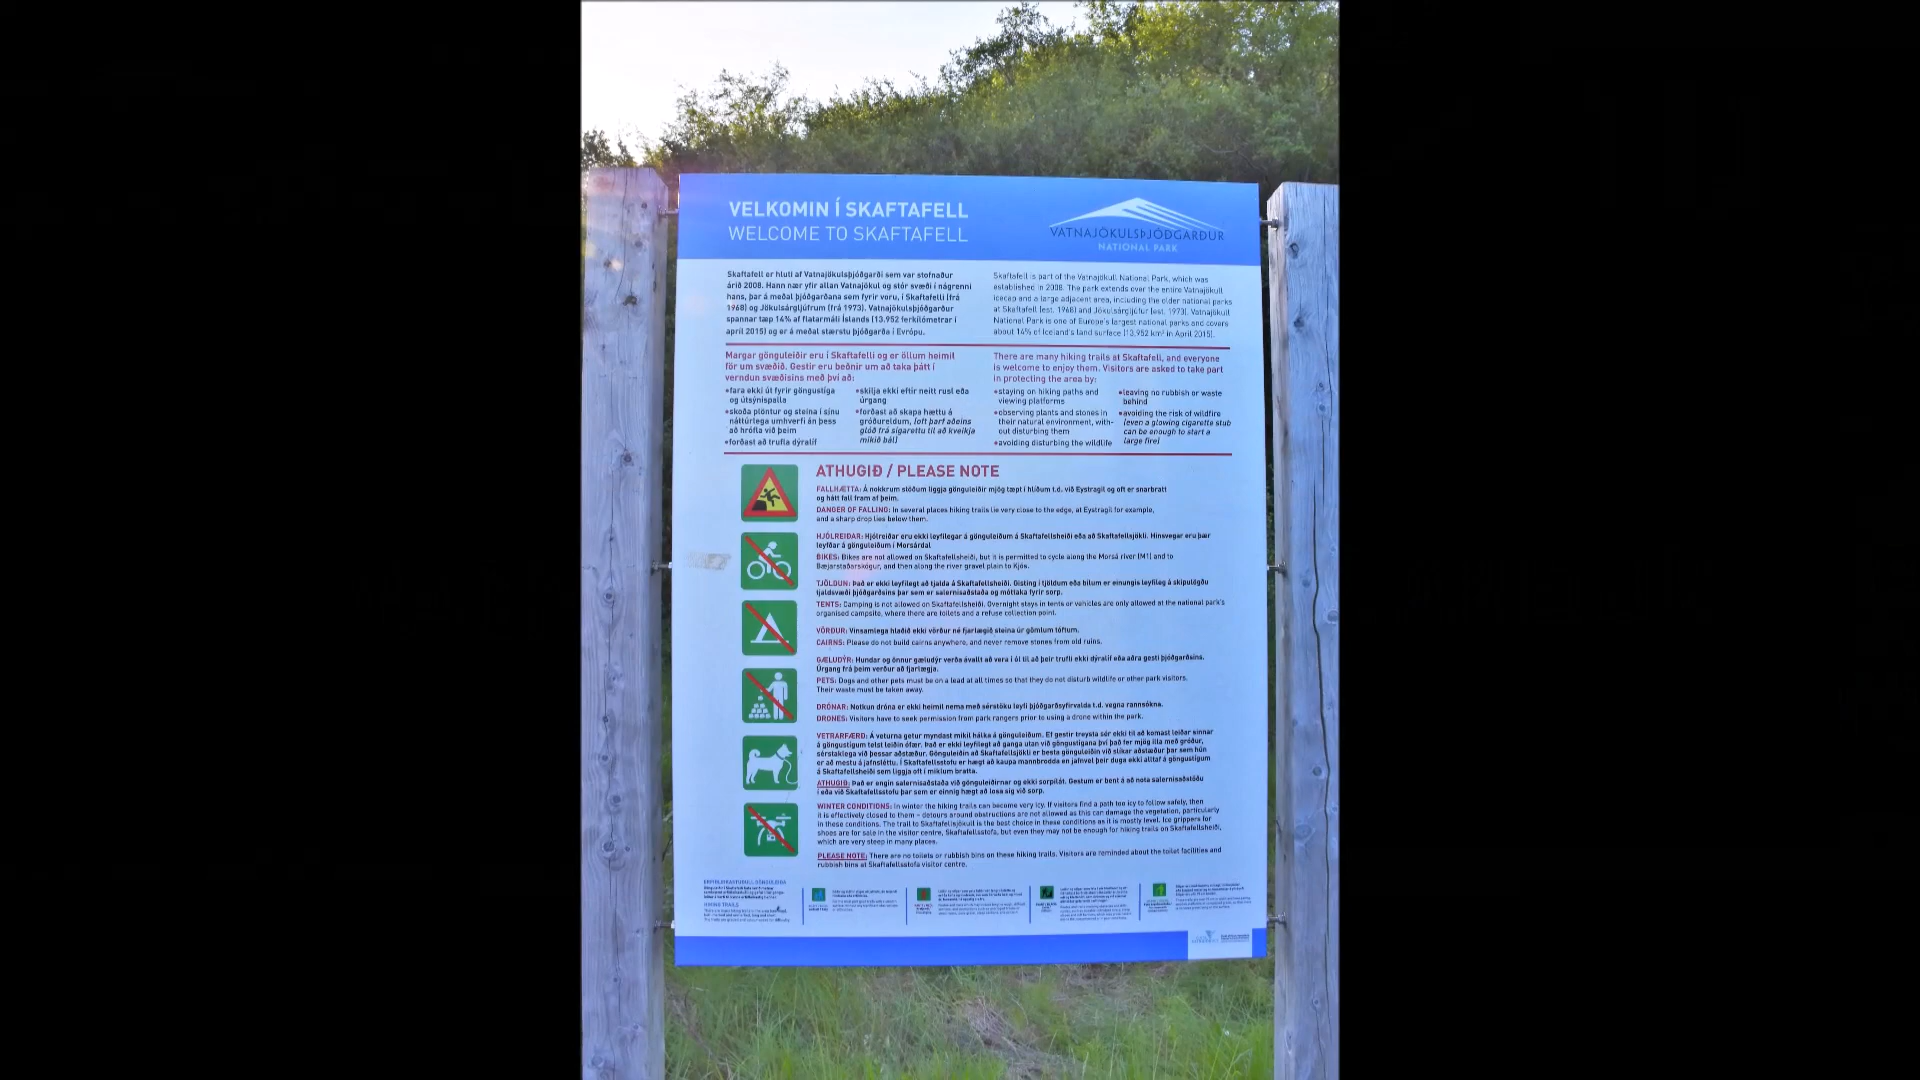 VELKOMIN Í SKAFTAFELL
WELCOME TO SKAFTAFELL
VATNAJÖKULSÞJÓÐGARÐUR
NATIONAL PARK
Skaftafell er hluti af Vatnajökulsþjóðgarði sem var stofnaður
árið 2008. Hann nær yfir allan Vatnajökul og stór svæði í nágrenni
hans, þar á meðal þjóðgarðana sem fyrir voru, í Skaftafelli (frá
1968) og Jökulsárgljúfrum (frá 1973). Vatnajökulsþjóðgarður
spannar tæp 14% af flatarmáli Íslands (13.952 ferkílómetrar í
apríl 2015) og er á meðal stærstu þjóðgarða í Evrópu.
Skaftafell is part of the Vatnajökull National Park, which was
established in 2008. The park extends over the entire Vatnajökull
icecap and a large adjacent area, including the older national parks
at Skaftafell (est. 1968) and Jökulsárgljúfur (est. 1973). Vatnajökull
National Park is one of Europe's largest national parks and covers
about 14% of Iceland's land surface (13,952 km² in April 2015).
Margar gönguleiðir eru í Skaftafelli og er öllum heimil
för um svæðið. Gestir eru beðnir um að taka þátt í
verndun svæðisins með því að:
•fara ekki út fyrir göngustíga
og útsýnispalla
•skoða plöntur og steina í sínu
náttúrlega umhverfi án þess
að hrófla við þeim
•forðast að trufla dýralíf
•skilja ekki eftir neitt rusl eða
úrgang
•forðast að skapa hættu á
gróðureldum, (oft þarf aðeins
glóð frá sígarettu til að kveikja
mikið bál)
There are many hiking trails at Skaftafell, and everyone
is welcome to enjoy them. Visitors are asked to take part
in protecting the area by:
•staying on hiking paths and
viewing platforms
•observing plants and stones in
their natural environment, with-
out disturbing them
•avoiding disturbing the wildlife
•leaving no rubbish or waste
behind
•avoiding the risk of wildfire
(even a glowing cigarette stub
can be enough to start a
large fire)
ATHUGIÐ / PLEASE NOTE
FALLHÆTTA: Á nokkrum stöðum liggja gönguleiðir mjög tæpt í hlíðum t.d. við Eystragil og oft er snarbratt
og hátt fall fram af þeim.
DANGER OF FALLING: In several places hiking trails lie very close to the edge, at Eystragil for example,
and a sharp drop lies below them.
HJÓLREIÐAR: Hjólreiðar eru ekki leyfilegar á gönguleiðum á Skaftafellsheiði eða að Skaftafellsjökli. Hinsvegar eru þær
leyfðar á gönguleiðum í Morsárdal
BIKES: Bikes are not allowed on Skaftafellsheiði, but it is permitted to cycle along the Morsá river (M1) and to
Bæjarstaðarskógur, and then along the river gravel plain to Kjós.
TJÖLDUN: Það er ekki leyfilegt að tjalda á Skaftafellsheiði. Gisting í tjöldum eða bílum er einungis leyfileg á skipulögðu
tjaldsvæði þjóðgarðsins þar sem er salernisaðstaða og móttaka fyrir sorp.
TENTS: Camping is not allowed on Skaftafellsheiði. Overnight stays in tents or vehicles are only allowed at the national park's
organised campsite, where there are toilets and a refuse collection point.
VÖRÐUR: Vinsamlega hlaðið ekki vörður né fjarlægið steina úr gömlum tóftum.
CAIRNS: Please do not build cairns anywhere, and never remove stones from old ruins.
GÆLUDÝR: Hundar og önnur gæludýr verða ávallt að vera í ól til að þeir trufli ekki dýralíf eða aðra gesti þjóðgarðsins.
Úrgang frá þeim verður að fjarlægja.
PETS: Dogs and other pets must be on a lead at all times so that they do not disturb wildlife or other park visitors.
Their waste must be taken away.
DRÓNAR: Notkun dróna er ekki heimil nema með sérstöku leyfi þjóðgarðsyfirvalda t.d. vegna rannsókna.
DRONES: Visitors have to seek permission from park rangers prior to using a drone within the park.
VETRARFÆRÐ: Á veturna getur myndast mikil hálka á gönguleiðum. Ef gestir treysta sér ekki til að komast leiðar sinnar
á göngustígum telst leiðin ófær. Það er ekki leyfilegt að ganga utan við göngustígana því það fer mjög illa með gróður,
sérstaklega við þessar aðstæður. Gönguleiðin að Skaftafellsjökli er besta gönguleiðin við slíkar aðstæður þar sem hún
er að mestu á jafnsléttu. Í Skaftafellsstofu er hægt að kaupa mannbrodda en jafnvel þeir duga ekki alltaf á göngustígum
á Skaftafellsheiði sem liggja oft í miklum bratta.
ATHUGIÐ: Það er engin salernisaðstaða við gönguleiðirnar og ekki sorpílát. Gestum er bent á að nota salernisaðstöðu
í eða við Skaftafellsstofu þar sem er einnig hægt að losa sig við sorp.
WINTER CONDITIONS: In winter the hiking trails can become very icy. If visitors find a path too icy to follow safely, then
it is effectively closed to them – detours around obstructions are not allowed as this can damage the vegetation, particularly
in these conditions. The trail to Skaftafellsjökull is the best choice in these conditions as it is mostly level. Ice grippers for
shoes are for sale in the visitor centre, Skaftafellsstofa, but even they may not be enough for hiking trails on Skaftafellsheiði,
which are very steep in many places.
PLEASE NOTE: There are no toilets or rubbish bins on these hiking trails. Visitors are reminded about the toilet facilities and
rubbish bins at Skaftafellsstofa visitor centre.
HIKING TRAILS